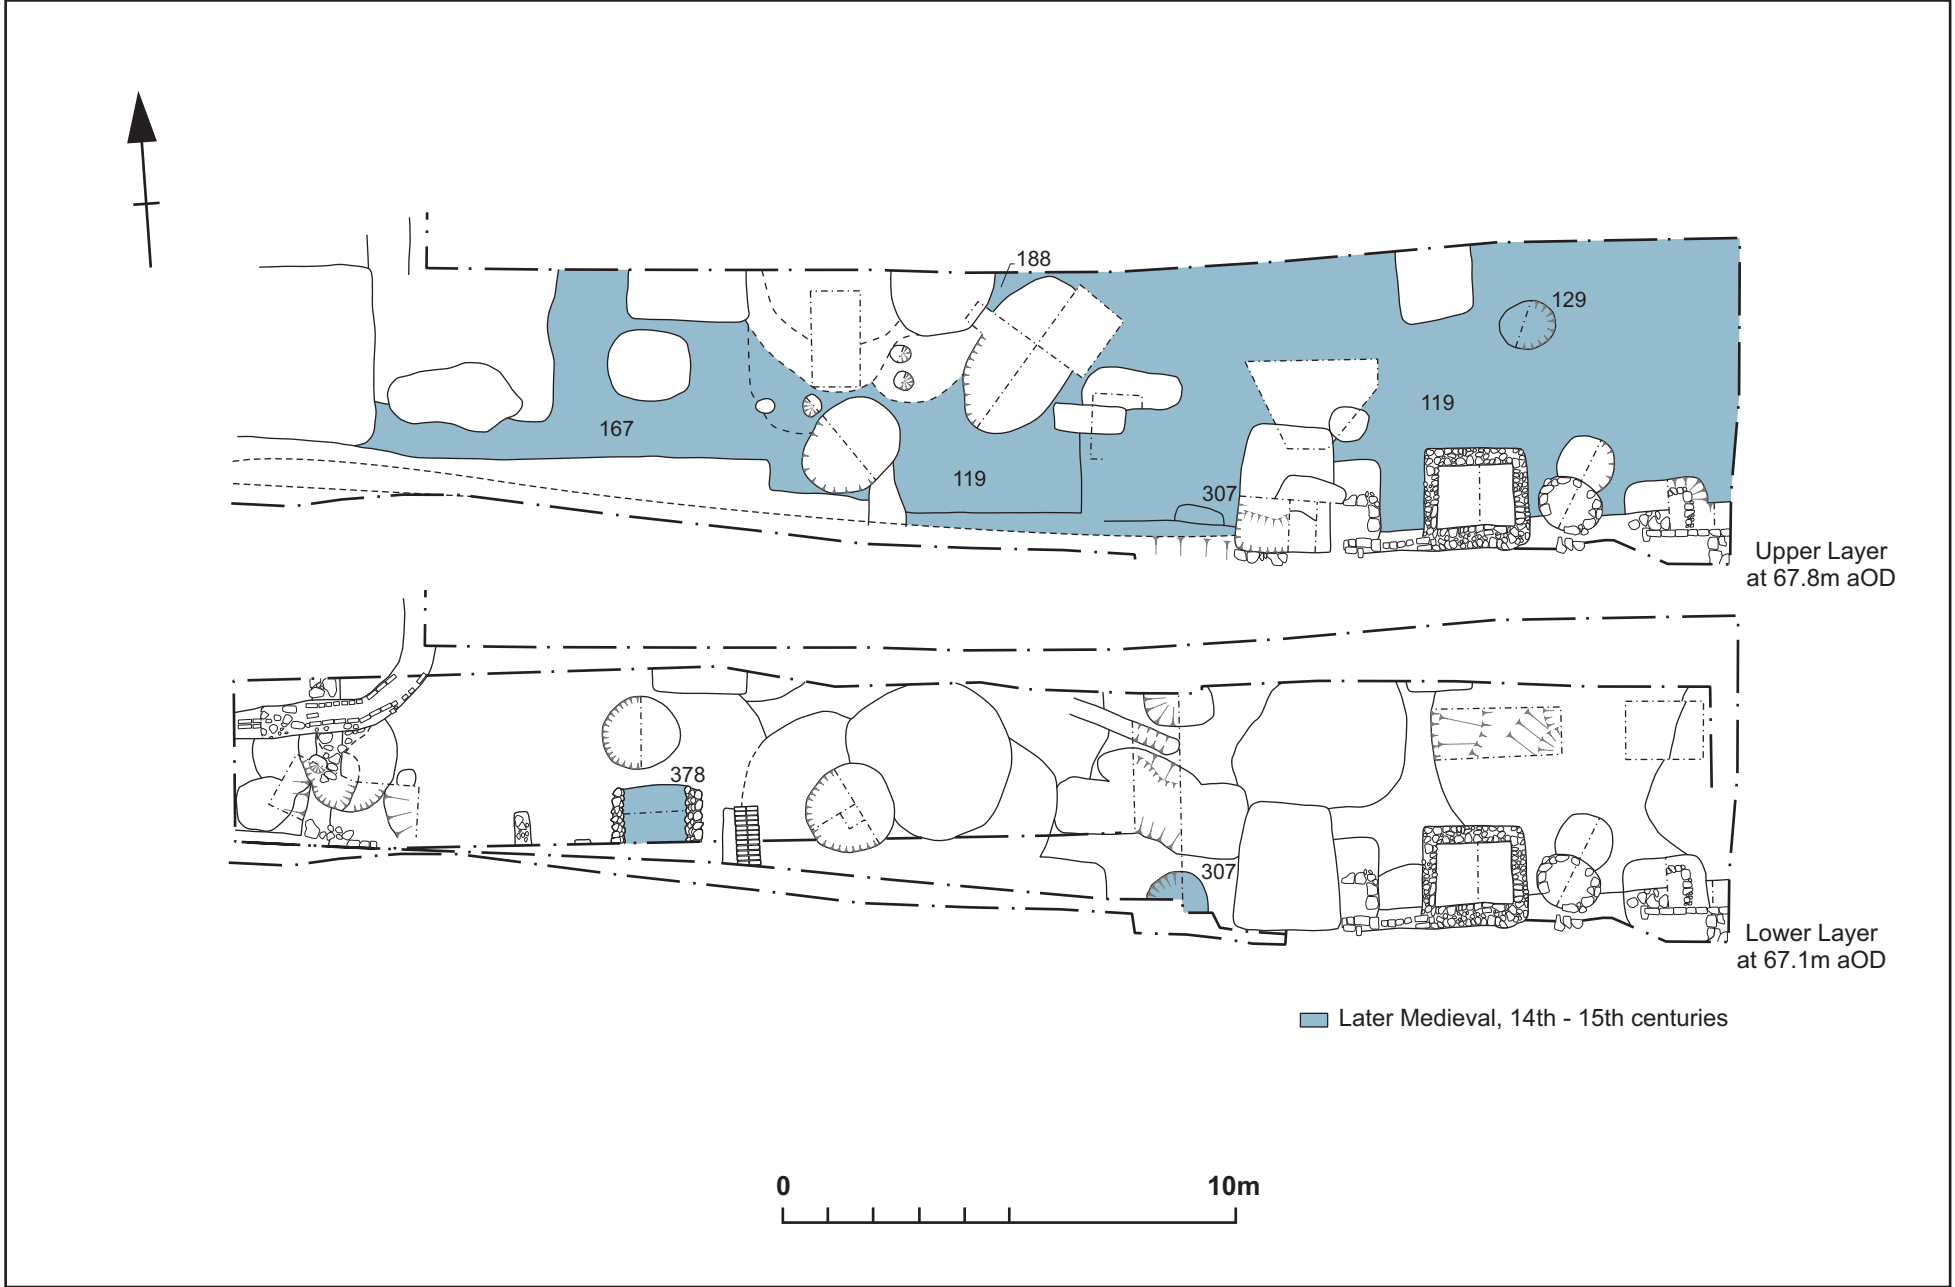 188
129
119
167
119
307
Upper Layer
at 67.8m aOD
378
307
Lower Layer
at 67.1m aOD
Later Medieval, 14th - 15th centuries
0 10m